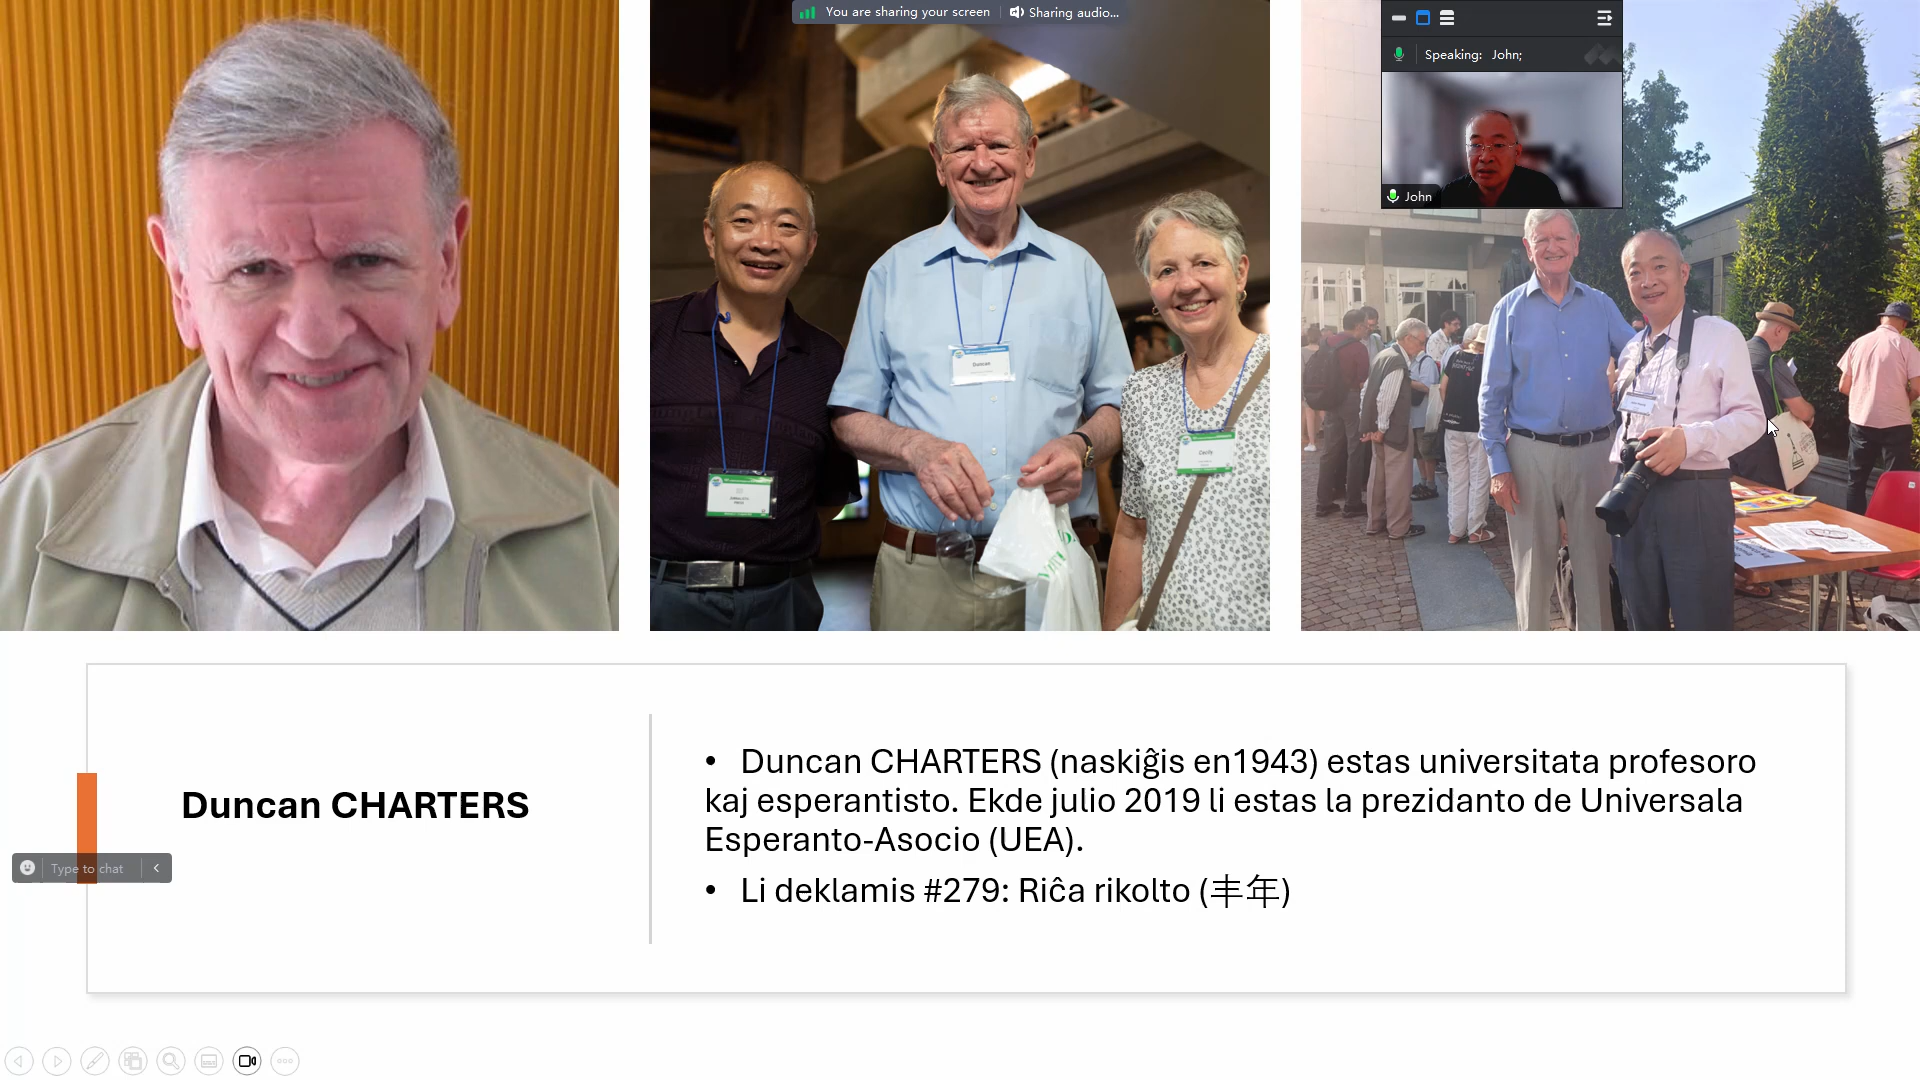 You are sharing your screen
Sharing audio...
Speaking: John;
John
Duncan
Cecily
Duncan CHARTERS
• Duncan CHARTERS (naskiĝis en1943) estas universitata profesoro
kaj esperantisto. Ekde julio 2019 li estas la prezidanto de Universala
Esperanto-Asocio (UEA).
• Li deklamis #279: Riĉa rikolto (丰年)
Type to chat